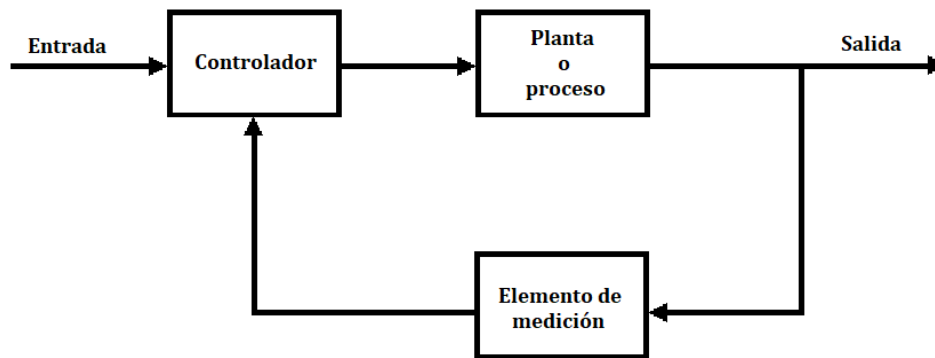 Entrada
Controlador
Planta
o
proceso
Salida
Elemento de
medición